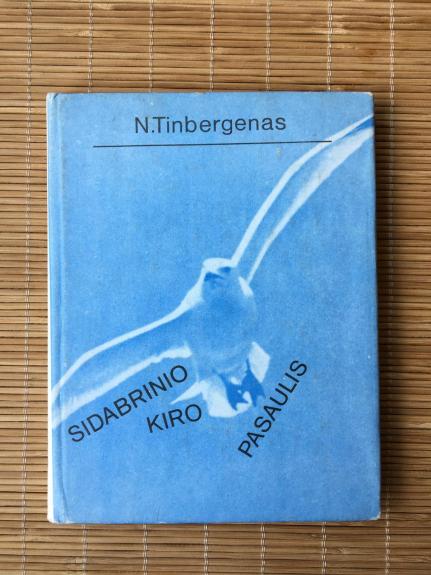 N.Tinbergenas
SIDABRINIO
KIRO
PASAULIS